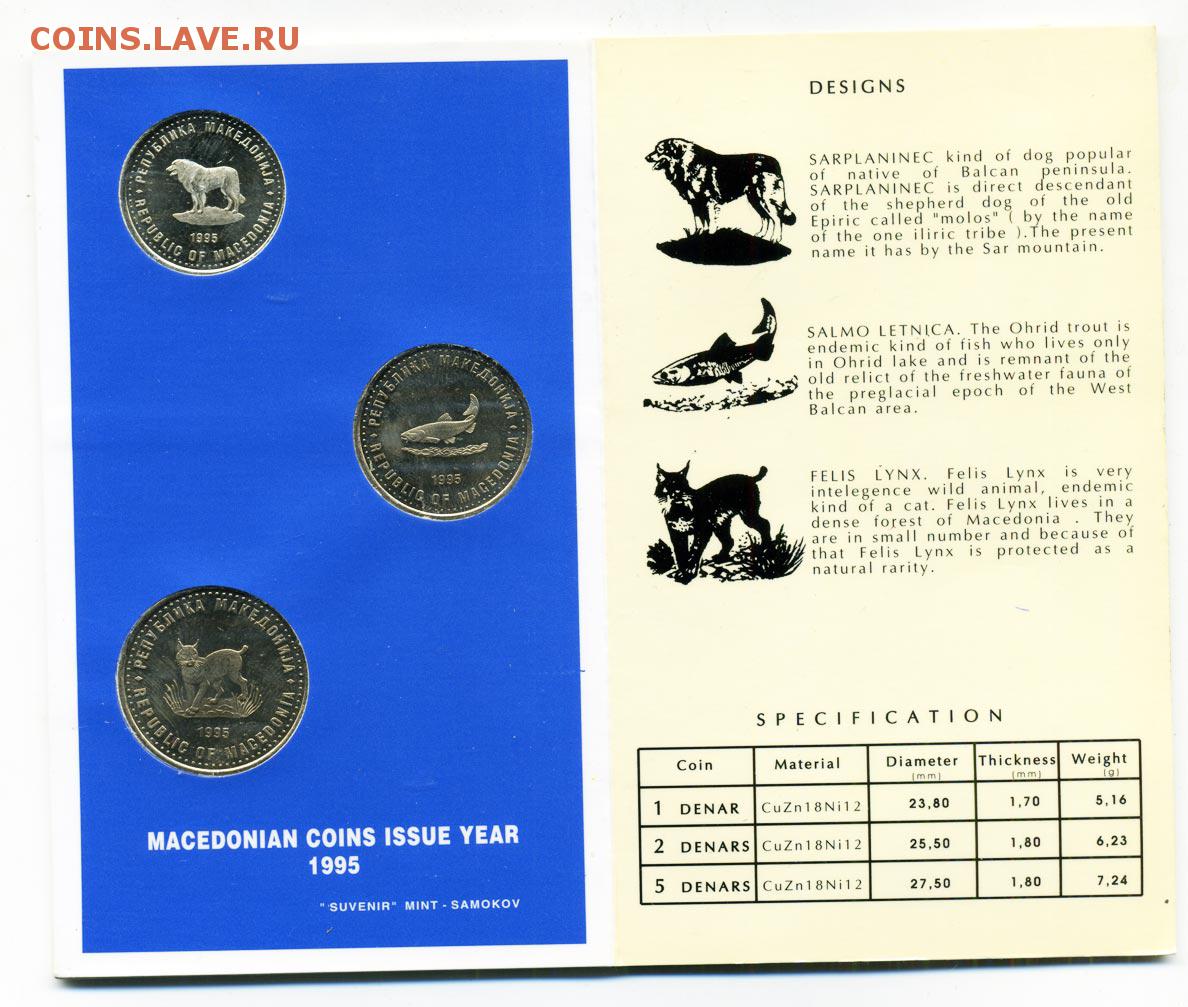 COINS.LAVE.RU
РЕПУБЛИКА МАКЕДОНИЈА
1995
REPUBLIC OF MACEDONIA
РЕПУБЛИКА МАКЕДОНИЈА
1995
REPUBLIC OF MACEDONIA
РЕПУБЛИКА МАКЕДОНИЈА
1995
REPUBLIC OF MACEDONIA
MACEDONIAN COINS ISSUE YEAR
1995
"SUVENIR" MINT - SAMOKOV
DESIGNS
SARPLANINEC kind of dog popular
of native of Balcan peninsula.
SARPLANINEC is direct descendant
of the shepherd dog of the old
Epiric called "molos" ( by the name
of the one iliric tribe ).The present
name it has by the Sar mountain.
SALMO LETNICA. The Ohrid trout is
endemic kind of fish who lives only
in Ohrid lake and is remnant of the
old relict of the freshwater fauna of
the preglacial epoch of the West
Balcan area.
FELIS LYNX. Felis Lynx is very
intelegence wild animal, endemic
kind of a cat. Felis Lynx lives in a
dense forest of Macedonia . They
are in small number and because of
that Felis Lynx is protected as a
natural rarity.
SPECIFICATION
Coin Material Diameter (mm) Thickness (mm) Weight (g)
1 DENAR CuZn18Ni12 23,80 1,70 5,16
2 DENARS CuZn18Ni12 25,50 1,80 6,23
5 DENARS CuZn18Ni12 27,50 1,80 7,24